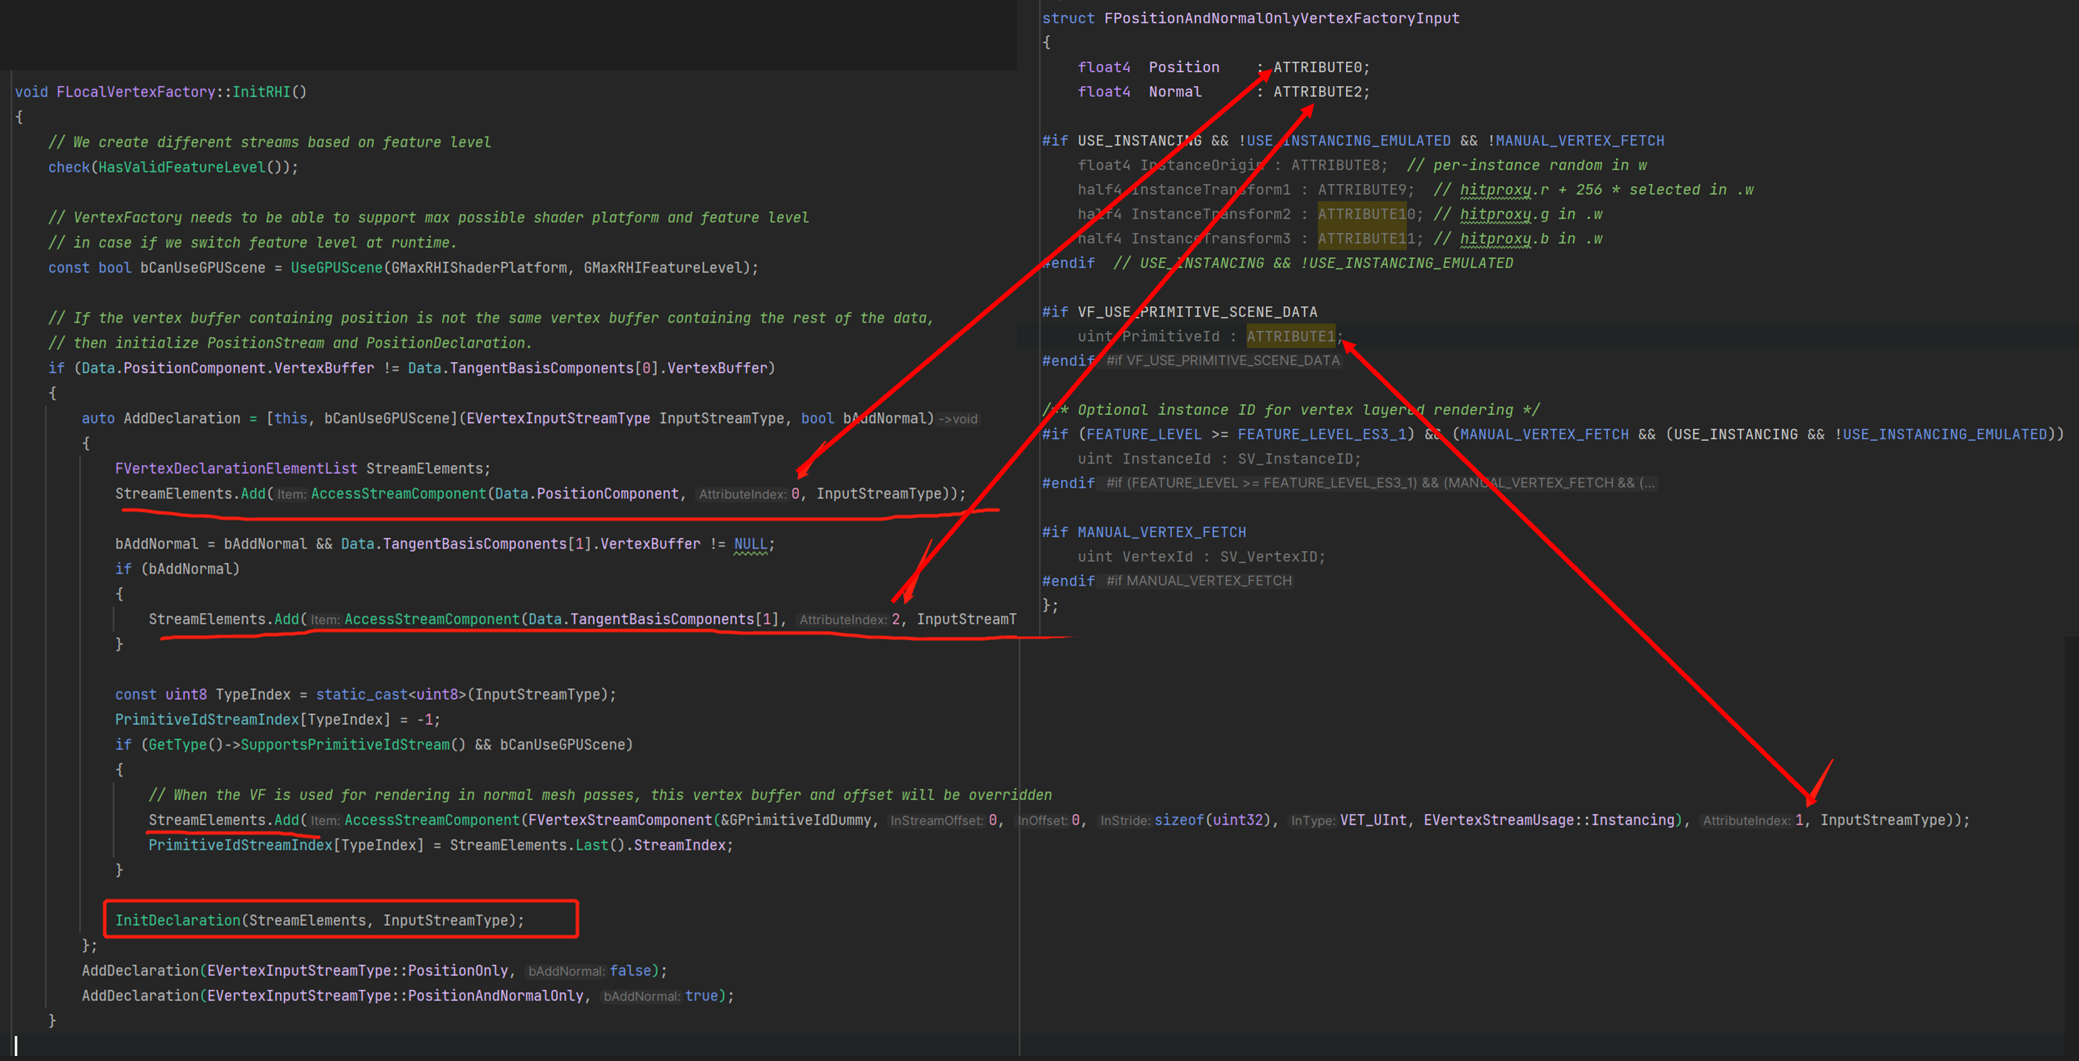 void FLocalVertexFactory::InitRHI()
{
// We create different streams based on feature level
check(HasValidFeatureLevel());
// VertexFactory needs to be able to support max possible shader platform and feature level
// in case if we switch feature level at runtime.
const bool bCanUseGPUScene = UseGPUScene(GMaxRHIShaderPlatform, GMaxRHIFeatureLevel);
// If the vertex buffer containing position is not the same vertex buffer containing the rest of the data,
// then initialize PositionStream and PositionDeclaration.
if (Data.PositionComponent.VertexBuffer != Data.TangentBasisComponents[0].VertexBuffer)
{
auto AddDeclaration = [this, bCanUseGPUScene](EVertexInputStreamType InputStreamType, bool bAddNormal) ->void
{
FVertexDeclarationElementList StreamElements;
StreamElements.Add( Item: AccessStreamComponent(Data.PositionComponent, AttributeIndex: 0, InputStreamType));
bAddNormal = bAddNormal && Data.TangentBasisComponents[1].VertexBuffer != NULL;
if (bAddNormal)
{
StreamElements.Add( Item: AccessStreamComponent(Data.TangentBasisComponents[1], AttributeIndex: 2, InputStreamT
}
const uint8 TypeIndex = static_cast<uint8>(InputStreamType);
PrimitiveIdStreamIndex[TypeIndex] = -1;
if (GetType()->SupportsPrimitiveIdStream() && bCanUseGPUScene)
{
// When the VF is used for rendering in normal mesh passes, this vertex buffer and offset will be overridden
StreamElements.Add( Item: AccessStreamComponent(FVertexStreamComponent(&GPrimitiveIdDummy, InStreamOffset: 0, InOffset: 0, InStride: sizeof(uint32), InType: VET_UInt, EVertexStreamUsage::Instancing), AttributeIndex: 1, InputStreamType));
PrimitiveIdStreamIndex[TypeIndex] = StreamElements.Last().StreamIndex;
}
InitDeclaration(StreamElements, InputStreamType);
};
AddDeclaration(EVertexInputStreamType::PositionOnly, bAddNormal: false);
AddDeclaration(EVertexInputStreamType::PositionAndNormalOnly, bAddNormal: true);
}
struct FPositionAndNormalOnlyVertexFactoryInput
{
float4 Position : ATTRIBUTE0;
float4 Normal : ATTRIBUTE2;
#if USE_INSTANCING && !USE_INSTANCING_EMULATED && !MANUAL_VERTEX_FETCH
float4 InstanceOrigin : ATTRIBUTE8; // per-instance random in w
half4 InstanceTransform1 : ATTRIBUTE9; // hitproxy.r + 256 * selected in .w
half4 InstanceTransform2 : ATTRIBUTE10; // hitproxy.g in .w
half4 InstanceTransform3 : ATTRIBUTE11; // hitproxy.b in .w
#endif // USE_INSTANCING && !USE_INSTANCING_EMULATED
#if VF_USE_PRIMITIVE_SCENE_DATA
uint PrimitiveId : ATTRIBUTE1;
#endif #if VF_USE_PRIMITIVE_SCENE_DATA
/** Optional instance ID for vertex layered rendering */
#if (FEATURE_LEVEL >= FEATURE_LEVEL_ES3_1) && (MANUAL_VERTEX_FETCH && (USE_INSTANCING && !USE_INSTANCING_EMULATED))
uint InstanceId : SV_InstanceID;
#endif #if (FEATURE_LEVEL >= FEATURE_LEVEL_ES3_1) && (MANUAL_VERTEX_FETCH && (...
#if MANUAL_VERTEX_FETCH
uint VertexId : SV_VertexID;
#endif #if MANUAL_VERTEX_FETCH
};